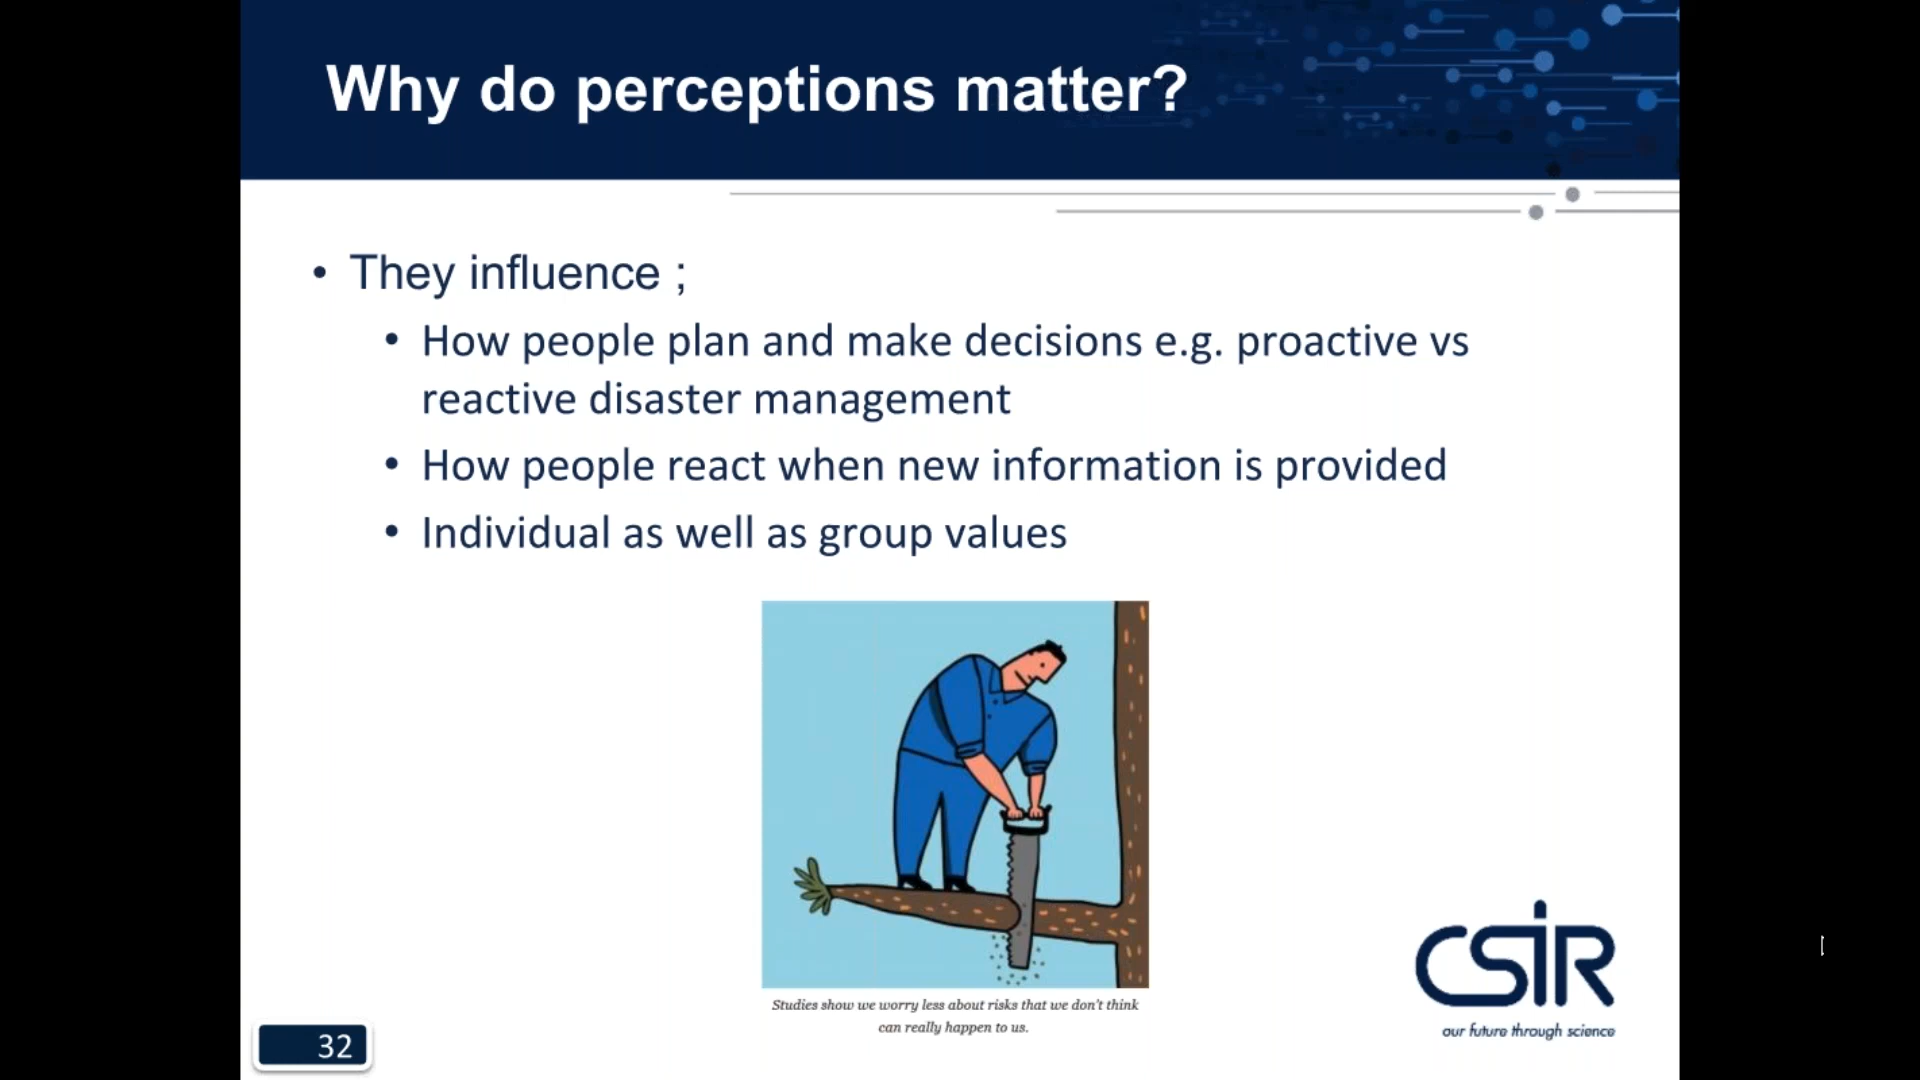 Why do perceptions matter?
• They influence ;
• How people plan and make decisions e.g. proactive vs
reactive disaster management
• How people react when new information is provided
• Individual as well as group values
Studies show we worry less about risks that we don't think
can really happen to us.
CSIR
our future through science
32